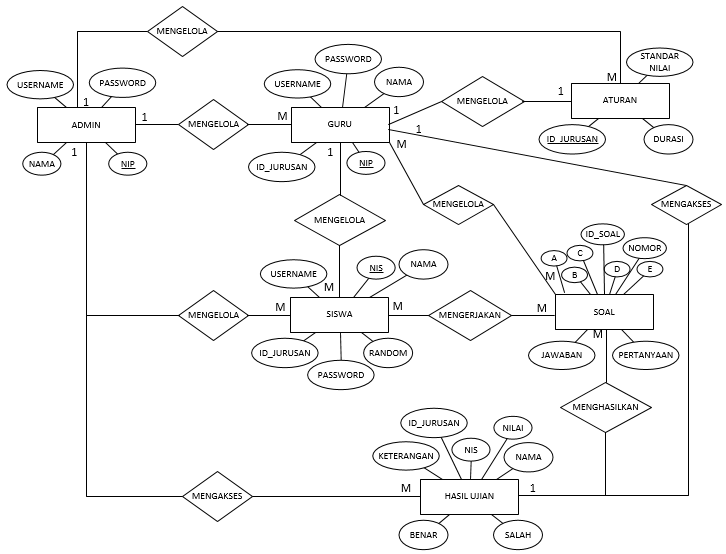 MENGELOLA
USERNAME
PASSWORD
1
ADMIN
1
NAMA
NIP
1
MENGELOLA
M
PASSWORD
USERNAME
NAMA
GURU
1
1
ID_JURUSAN
NIP
1
M
MENGELOLA
1
M
STANDAR
NILAI
ATURAN
ID_JURUSAN
DURASI
MENGAKSES
MENGELOLA
M
MENGELOLA
M
USERNAME
NIS
NAMA
SISWA
M
ID_JURUSAN
RANDOM
PASSWORD
MENGELOLA
M
MENGERJAKAN
M
ID_SOAL
A
C
NOMOR
B
D
E
SOAL
M
JAWABAN
PERTANYAAN
MENGHASILKAN
ID_JURUSAN
NILAI
KETERANGAN
NIS
NAMA
MENGAKSES
M
HASIL UJIAN
1
BENAR
SALAH